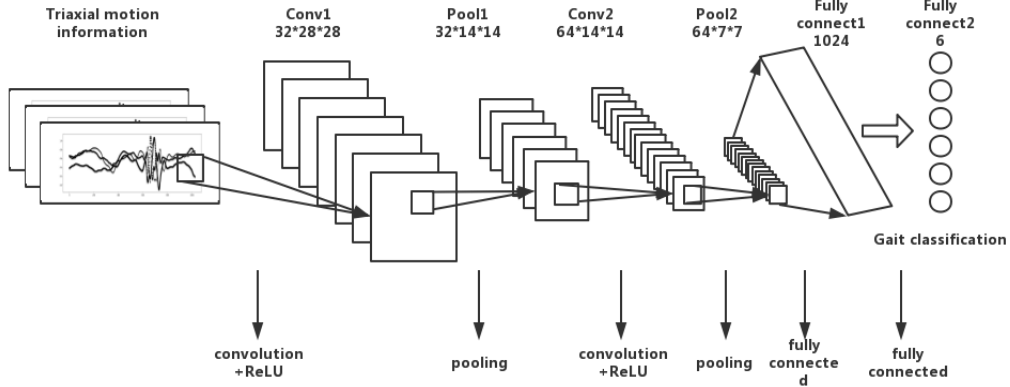 Triaxial motion
information
Conv1
32*28*28
Pool1
32*14*14
Conv2
64*14*14
Pool2
64*7*7
Fully
connect1
1024
Fully
connect2
6
Gait classification
convolution
+ReLU
pooling
convolution
+ReLU
pooling
fully
connecte
d
fully
connected